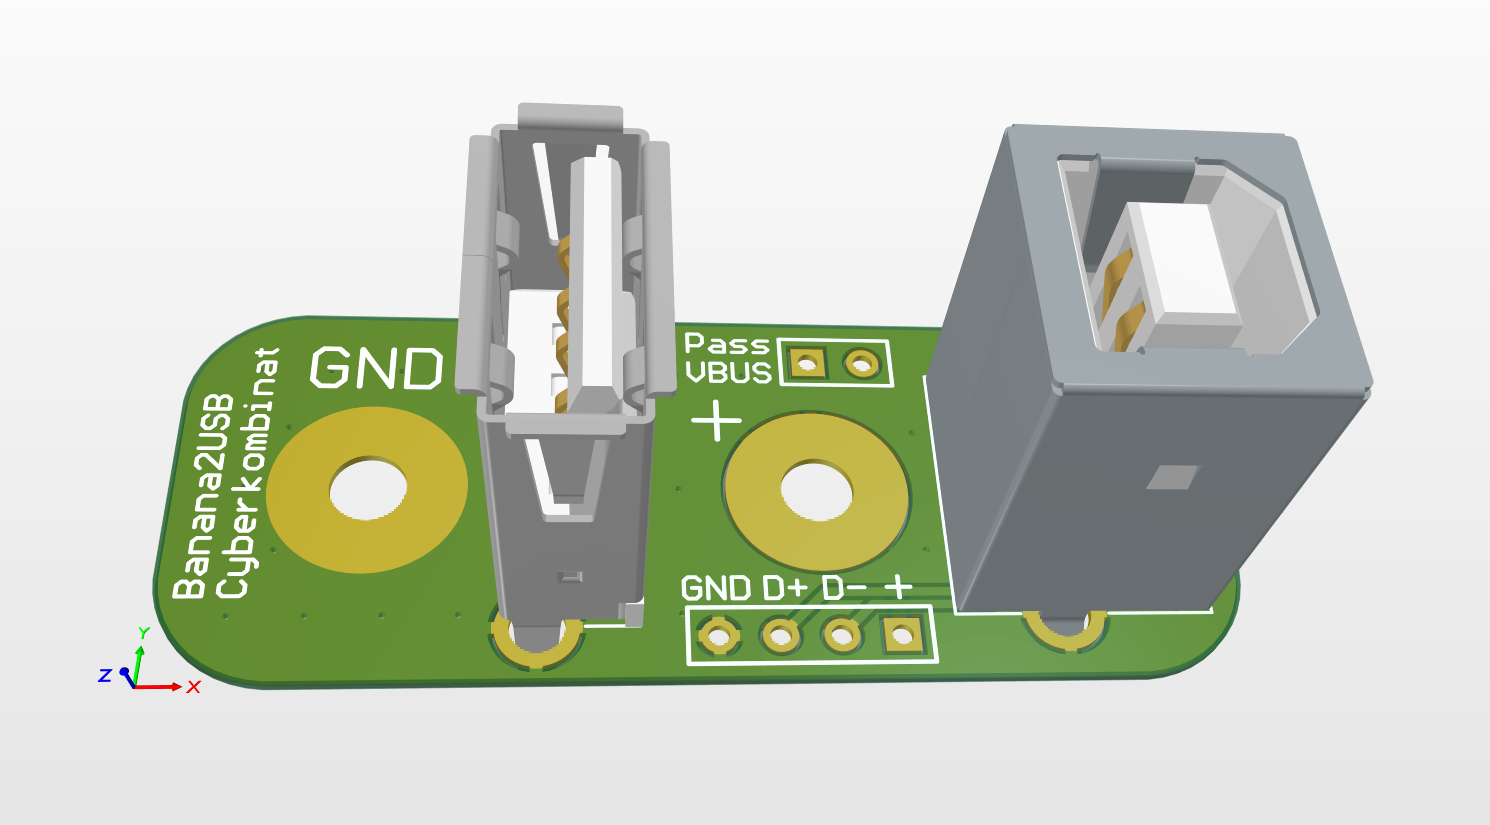 Banana2USB
Cyberkombinat
GND
Pass
VBUS
+
GND D+ D- +
Y
Z
X